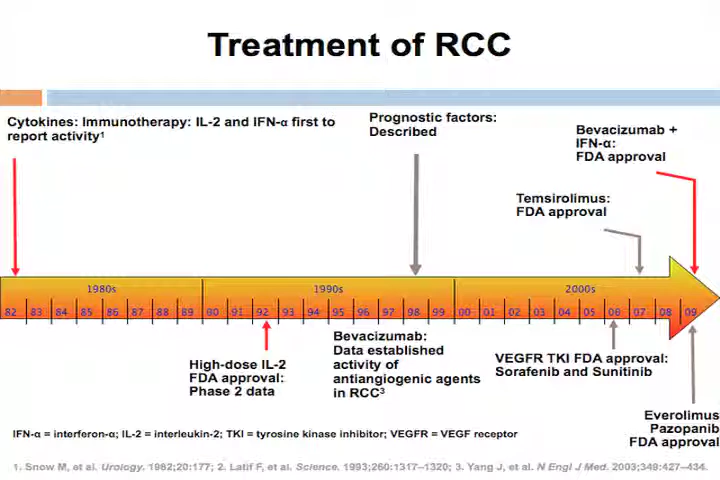 Treatment of RCC
Cytokines: Immunotherapy: IL-2 and IFN-α first to
report activity¹
Prognostic factors:
Described
Bevacizumab +
IFN-α:
FDA approval
Temsirolimus:
FDA approval
1980s
1990s
2000s
82 83 84 85 86 87 88 89 90 91 92 93 94 95 96 97 98 99 00 01 02 03 04 05 06 07 08 09
High-dose IL-2
FDA approval:
Phase 2 data
Bevacizumab:
Data established
activity of
antiangiogenic agents
in RCC³
VEGFR TKI FDA approval:
Sorafenib and Sunitinib
Everolimus
Pazopanib
FDA approval
IFN-α = interferon-α; IL-2 = interleukin-2; TKI = tyrosine kinase inhibitor; VEGFR = VEGF receptor
1. Snow M, et al. Urology. 1982;20:177; 2. Latif F, et al. Science. 1993;260:1317–1320; 3. Yang J, et al. N Engl J Med. 2003;349:427–434.